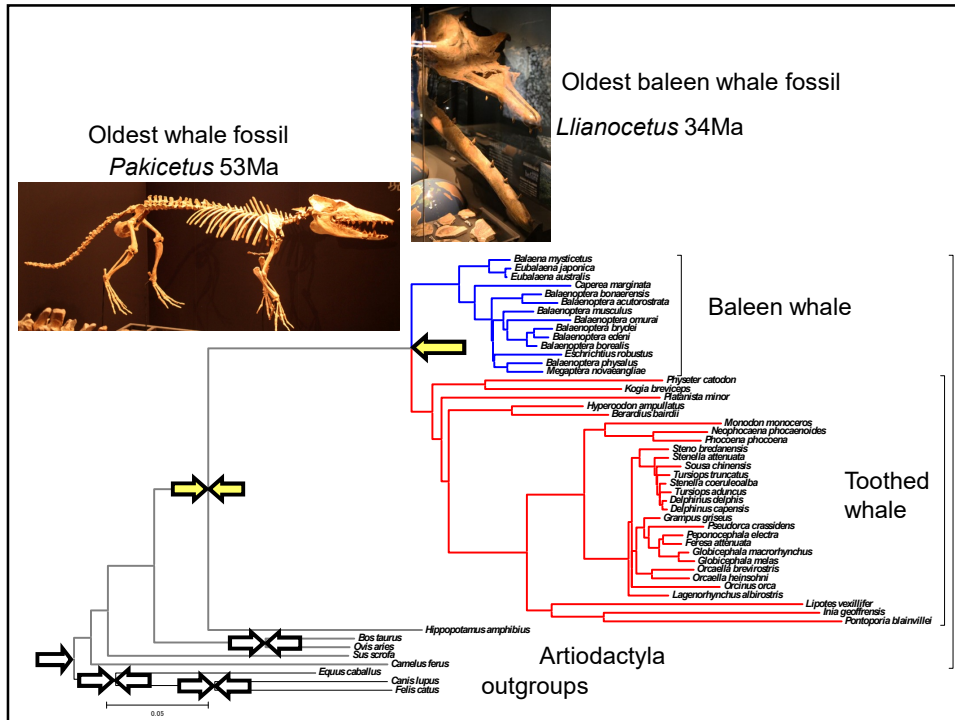 Oldest baleen whale fossil
Llianocetus 34Ma
Oldest whale fossil
Pakicetus 53Ma
Balaena mysticetus
Eubalaena japonica
Eubalaena australis
Caperea marginata
Balaenoptera bonaerensis
Balaenoptera acutorostrata
Balaenoptera musculus
Balaenoptera omurai
Balaenoptera brydei
Balaenoptera edeni
Balaenoptera borealis
Eschrichtius robustus
Balaenoptera physalus
Megaptera novaeangliae
Baleen whale
Physeter catodon
Kogia breviceps
Platanista minor
Hyperoodon ampullatus
Berardius bairdii
Monodon monoceros
Neophocaena phocaenoides
Phocoena phocoena
Steno bredanensis
Stenella attenuata
Sousa chinensis
Tursiops truncatus
Stenella coeruleoalba
Tursiops aduncus
Delphinus delphis
Delphinus capensis
Grampus griseus
Pseudorca crassidens
Peponocephala electra
Feresa attenuata
Globicephala macrorhynchus
Globicephala melas
Orcaella brevirostris
Orcaella heinsohni
Orcinus orca
Lagenorhynchus albirostris
Lipotes vexillifer
Inia geoffrensis
Pontoporia blainvillei
Toothed
whale
Hippopotamus amphibius
Bos taurus
Ovis aries
Sus scrofa
Camelus ferus
Equus caballus
Canis lupus
Felis catus
Artiodactyla
outgroups
0.05